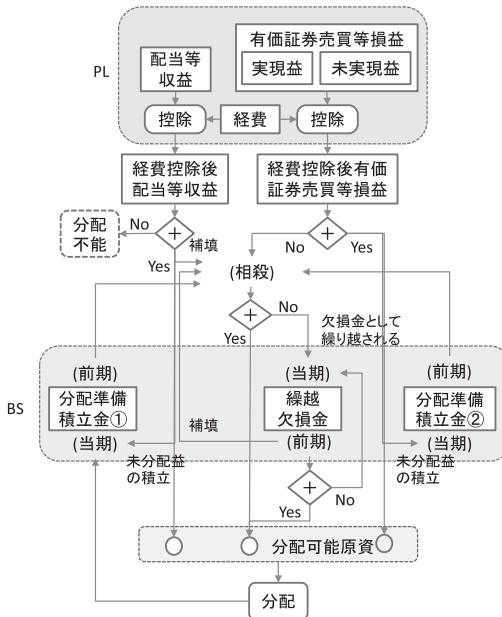 PL
配当等
収益
有価証券売買等損益
実現益
未実現益
控除
経費
控除
経費控除後
配当等収益
経費控除後有価
証券売買等損益
分配
不能
No
+
Yes
補填
No
+
Yes
(相殺)
+
No
Yes
欠損金として
繰り越される
BS
(前期)
分配準備
積立金①
(当期)
補填
(当期)
繰越
欠損金
(前期)
(前期)
分配準備
積立金②
(当期)
未分配益
の積立
+
No
Yes
未分配益
の積立
分配可能原資
分配